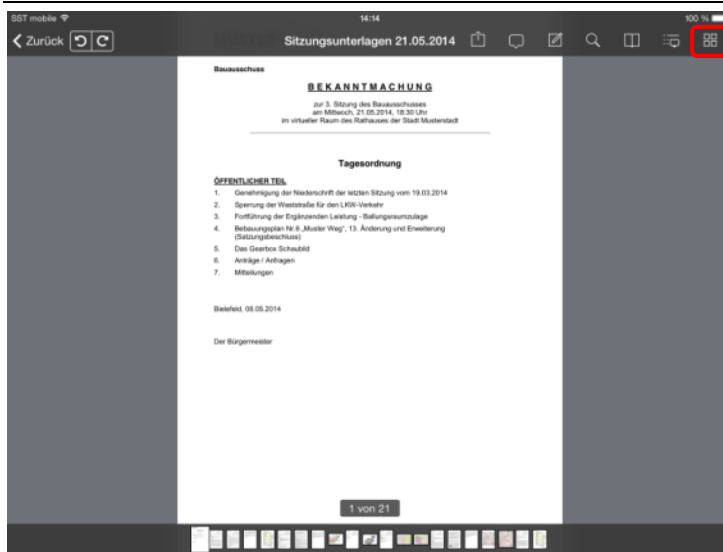 SST mobile 14:14 100 %
Zurück Sitzungsunterlagen 21.05.2014
Bauausschuss
BEKANNTMACHUNG
zur 3. Sitzung des Bauausschusses
am Mittwoch, 21.05.2014, 18:30 Uhr
im virtueller Raum des Rathauses der Stadt Musterstadt
Tagesordnung
ÖFFENTLICHER TEIL
1. Genehmigung der Niederschrift der letzten Sitzung vom 19.03.2014
2. Sperrung der Weststraße für den LKW-Verkehr
3. Fortführung der Ergänzenden Leistung - Ballungsraumzulage
4. Bebauungsplan Nr.6 „Muster Weg", 13. Änderung und Erweiterung
(Satzungsbeschluss)
5. Das Gearbox Schaubild
6. Anträge / Anfragen
7. Mitteilungen
Bielefeld, 08.05.2014
Der Bürgermeister
1 von 21